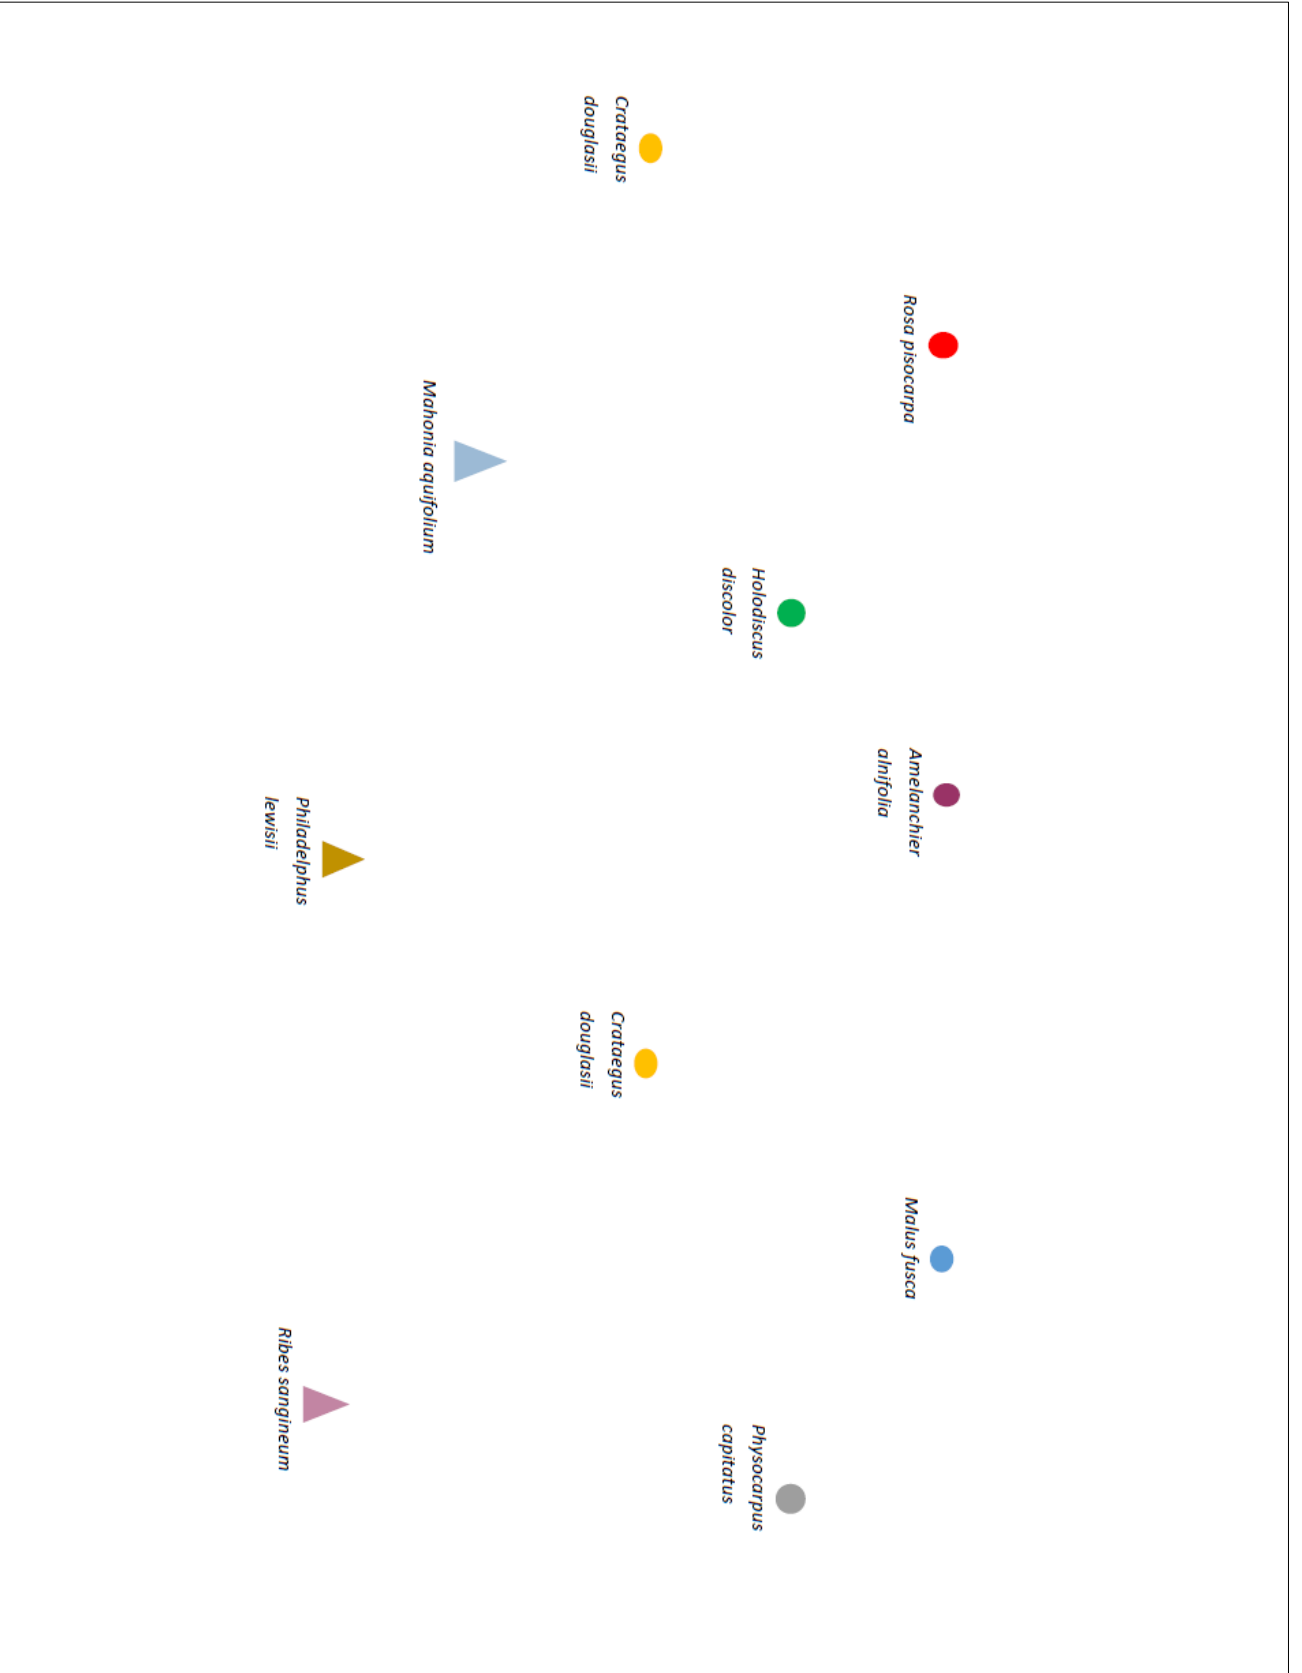 Rosa pisocarpa
Amelanchier
alnifolia
Malus fusca
Holodiscus
discolor
Physocarpus
capitatus
Crataegus
douglasii
Crataegus
douglasii
Mahonia aquifolium
Philadelphus
lewisii
Ribes sangineum